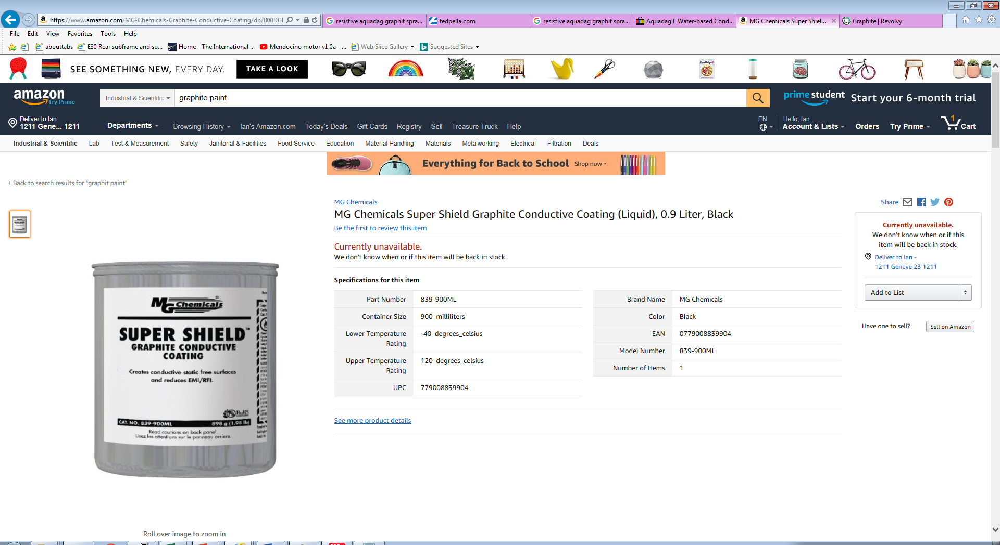 https://www.amazon.com/MG-Chemicals-Graphite-Conductive-Coating/dp/B00DGI
resistive aquadag graphit spra...
tedpella.com
resistive aquadag graphit spra...
Aquadag E Water-based Cond...
MG Chemicals Super Shiel...
Graphite | Revolvy
File Edit View Favorites Tools Help
abouttabs
E30 Rear subframe and su...
Home - The International ...
Mendocino motor v1.0a - ...
Web Slice Gallery
Suggested Sites
SEE SOMETHING NEW, EVERY DAY.
TAKE A LOOK
amazon
Try Prime
Industrial & Scientific
graphite paint
prime student Start your 6-month trial
Deliver to Ian
1211 Gene... 1211
Departments
Browsing History
Ian's Amazon.com
Today's Deals
Gift Cards
Registry
Sell
Treasure Truck
Help
EN
Hello, Ian
Account & Lists
Orders
Try Prime
1
Cart
Industrial & Scientific Lab Test & Measurement Safety Janitorial & Facilities Food Service Education Material Handling Materials Metalworking Electrical Filtration Deals
Everything for Back to School Shop now
‹ Back to search results for "graphit paint"
MG Chemicals
MG Chemicals Super Shield Graphite Conductive Coating (Liquid), 0.9 Liter, Black
Be the first to review this item
Currently unavailable.
We don't know when or if this item will be back in stock.
Specifications for this item
Part Number 839-900ML
Container Size 900 milliliters
Lower Temperature Rating -40 degrees_celsius
Upper Temperature Rating 120 degrees_celsius
UPC 779008839904
Brand Name MG Chemicals
Color Black
EAN 0779008839904
Model Number 839-900ML
Number of Items 1
See more product details
Share
Currently unavailable.
We don't know when or if this
item will be back in stock.
Deliver to Ian -
1211 Geneve 23 1211
Add to List
Have one to sell?
Sell on Amazon
MG Chemicals
SUPER SHIELD™
GRAPHITE CONDUCTIVE
COATING
Creates conductive static free surfaces
and reduces EMI/RFI.
RoHS
CAT. NO. 839-900ML 898 g (1.98 lb)
Read cautions on back panel.
Lisez les attentions sur le panneau arrière.
Roll over image to zoom in